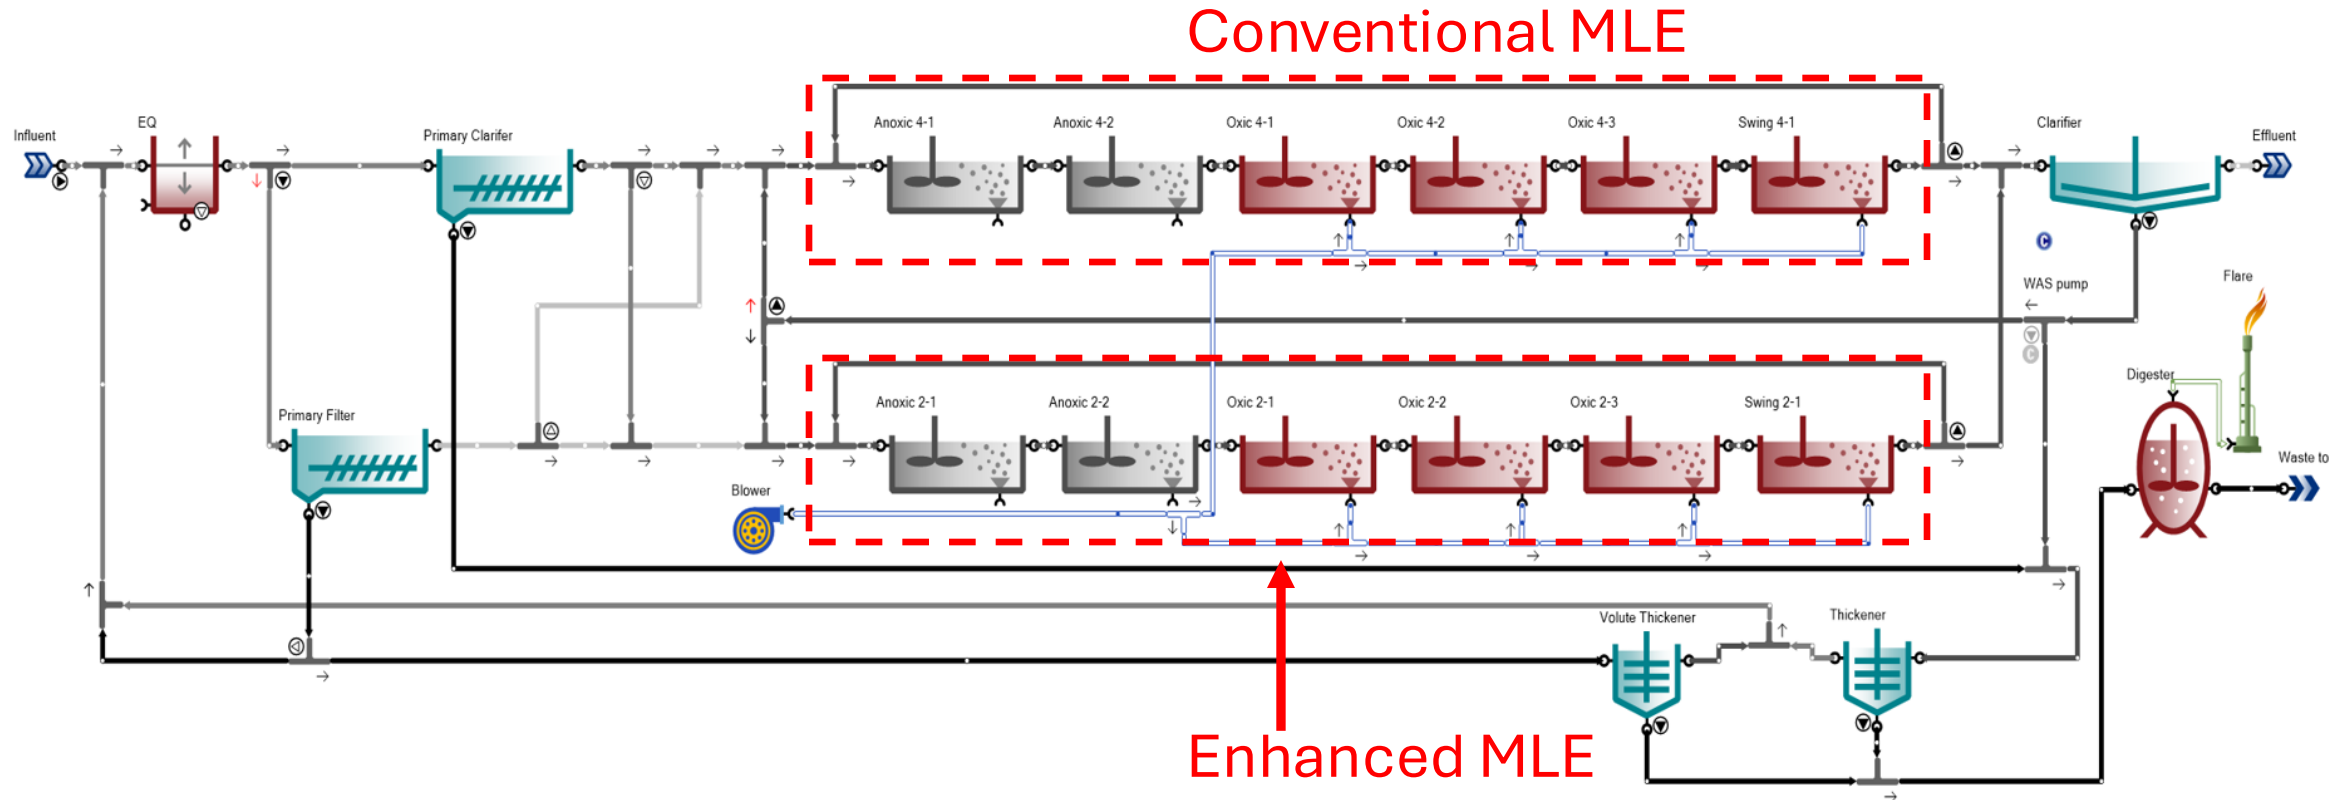 Conventional MLE
Influent
EQ
Primary Clarifer
Anoxic 4-1
Anoxic 4-2
Oxic 4-1
Oxic 4-2
Oxic 4-3
Swing 4-1
Clarifier
Effluent
C
WAS pump
C
Flare
Primary Filter
Anoxic 2-1
Anoxic 2-2
Oxic 2-1
Oxic 2-2
Oxic 2-3
Swing 2-1
Digester
Waste to
Blower
Volute Thickener
Thickener
Enhanced MLE